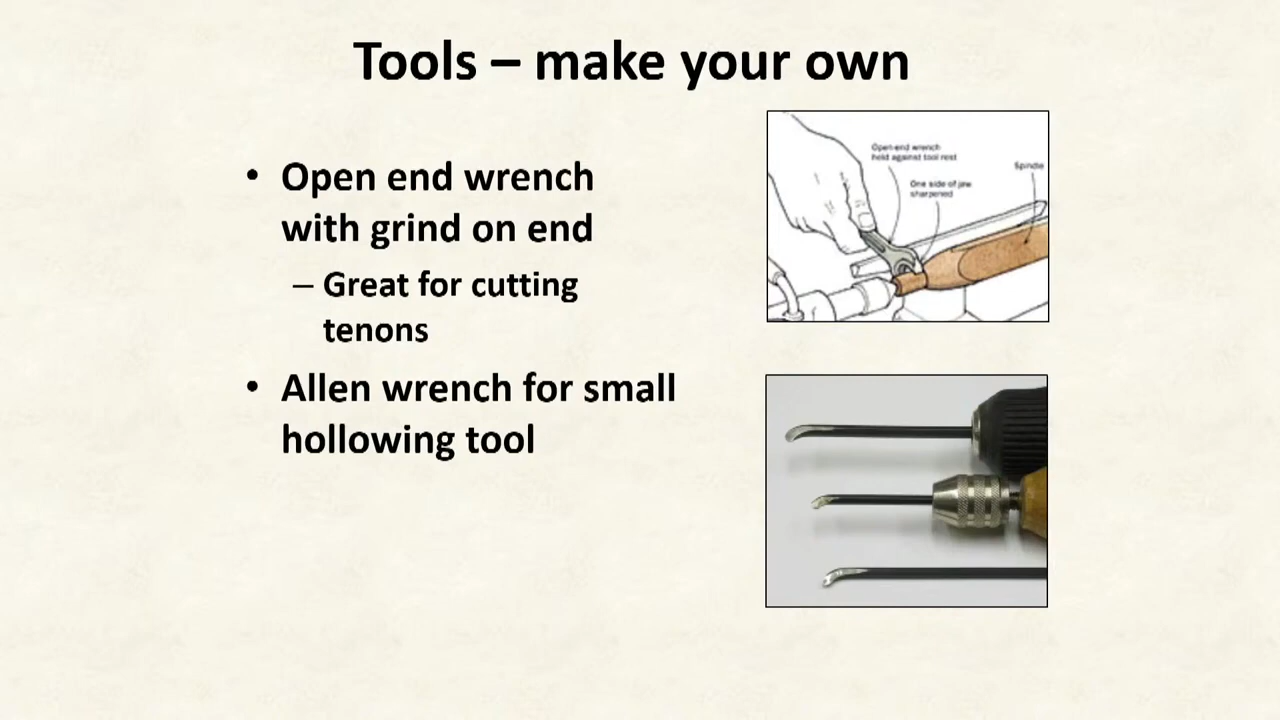 Tools – make your own
• Open end wrench
with grind on end
– Great for cutting
tenons
• Allen wrench for small
hollowing tool
Open-end wrench
held against tool rest
One side of jaw
sharpened
Spindle